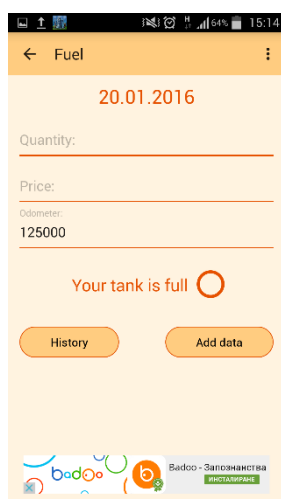 64% 15:14
Fuel
20.01.2016
Quantity:
Price:
Odometer:
125000
Your tank is full
History
Add data
badoo
Badoo - Запознанства
ИНСТАЛИРАНЕ